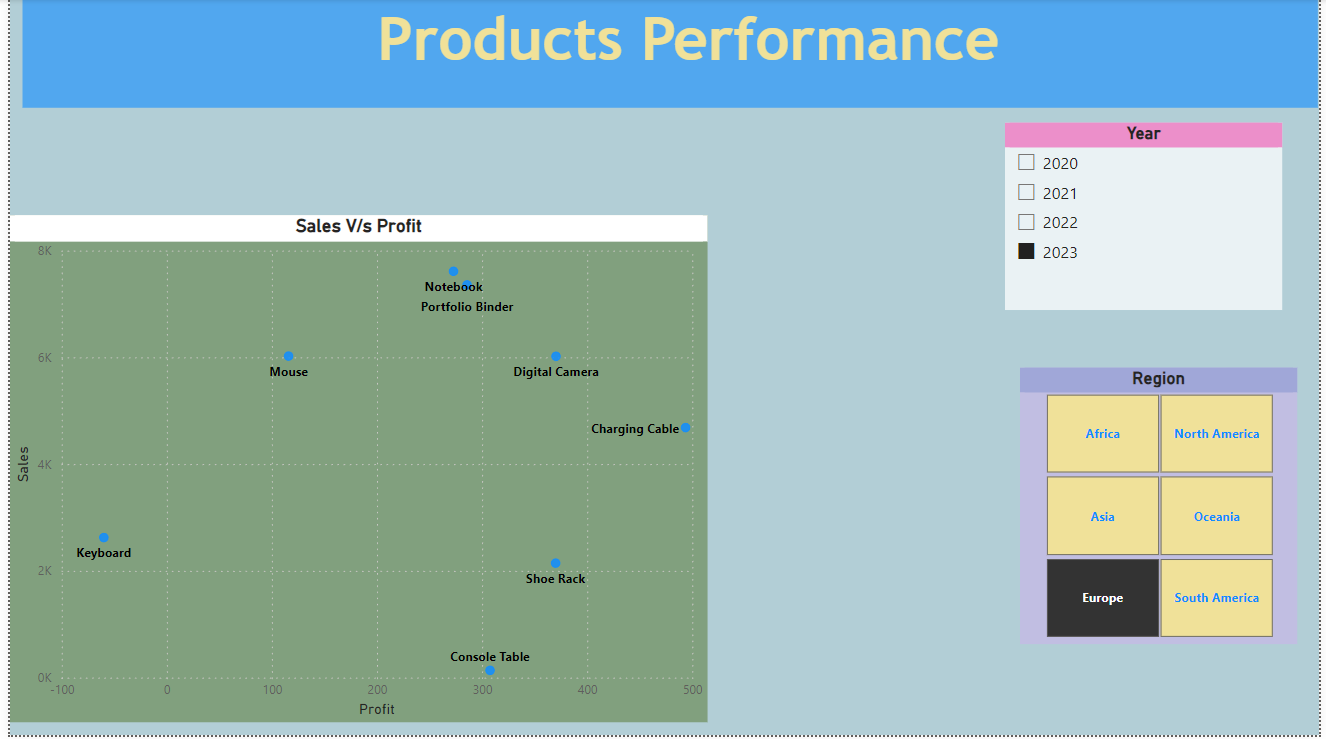 Products Performance
Year
2020
2021
2022
2023
Sales V/s Profit
8K
6K
4K
2K
0K
Sales
Notebook
Portfolio Binder
Mouse
Digital Camera
Charging Cable
Keyboard
Shoe Rack
Console Table
-100 0 100 200 300 400 500
Profit
Region
Africa North America
Asia Oceania
Europe South America